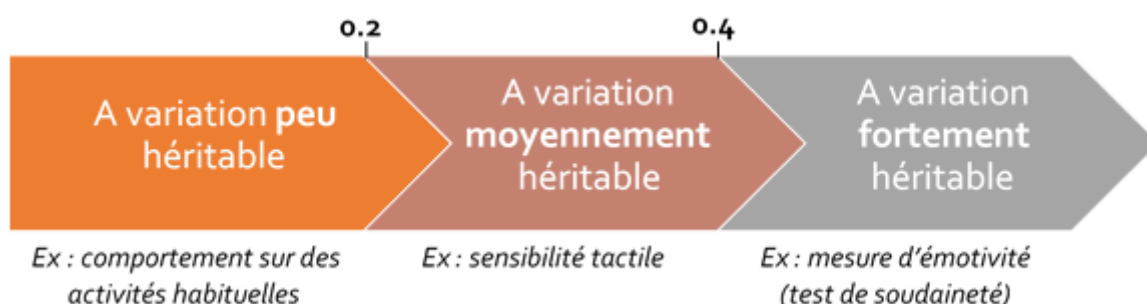 0.2
0.4
A variation peu
héritable
A variation
moyennement
héritable
A variation
fortement
héritable
Ex : comportement sur des
activités habituelles
Ex : sensibilité tactile
Ex : mesure d'émotivité
(test de soudaineté)